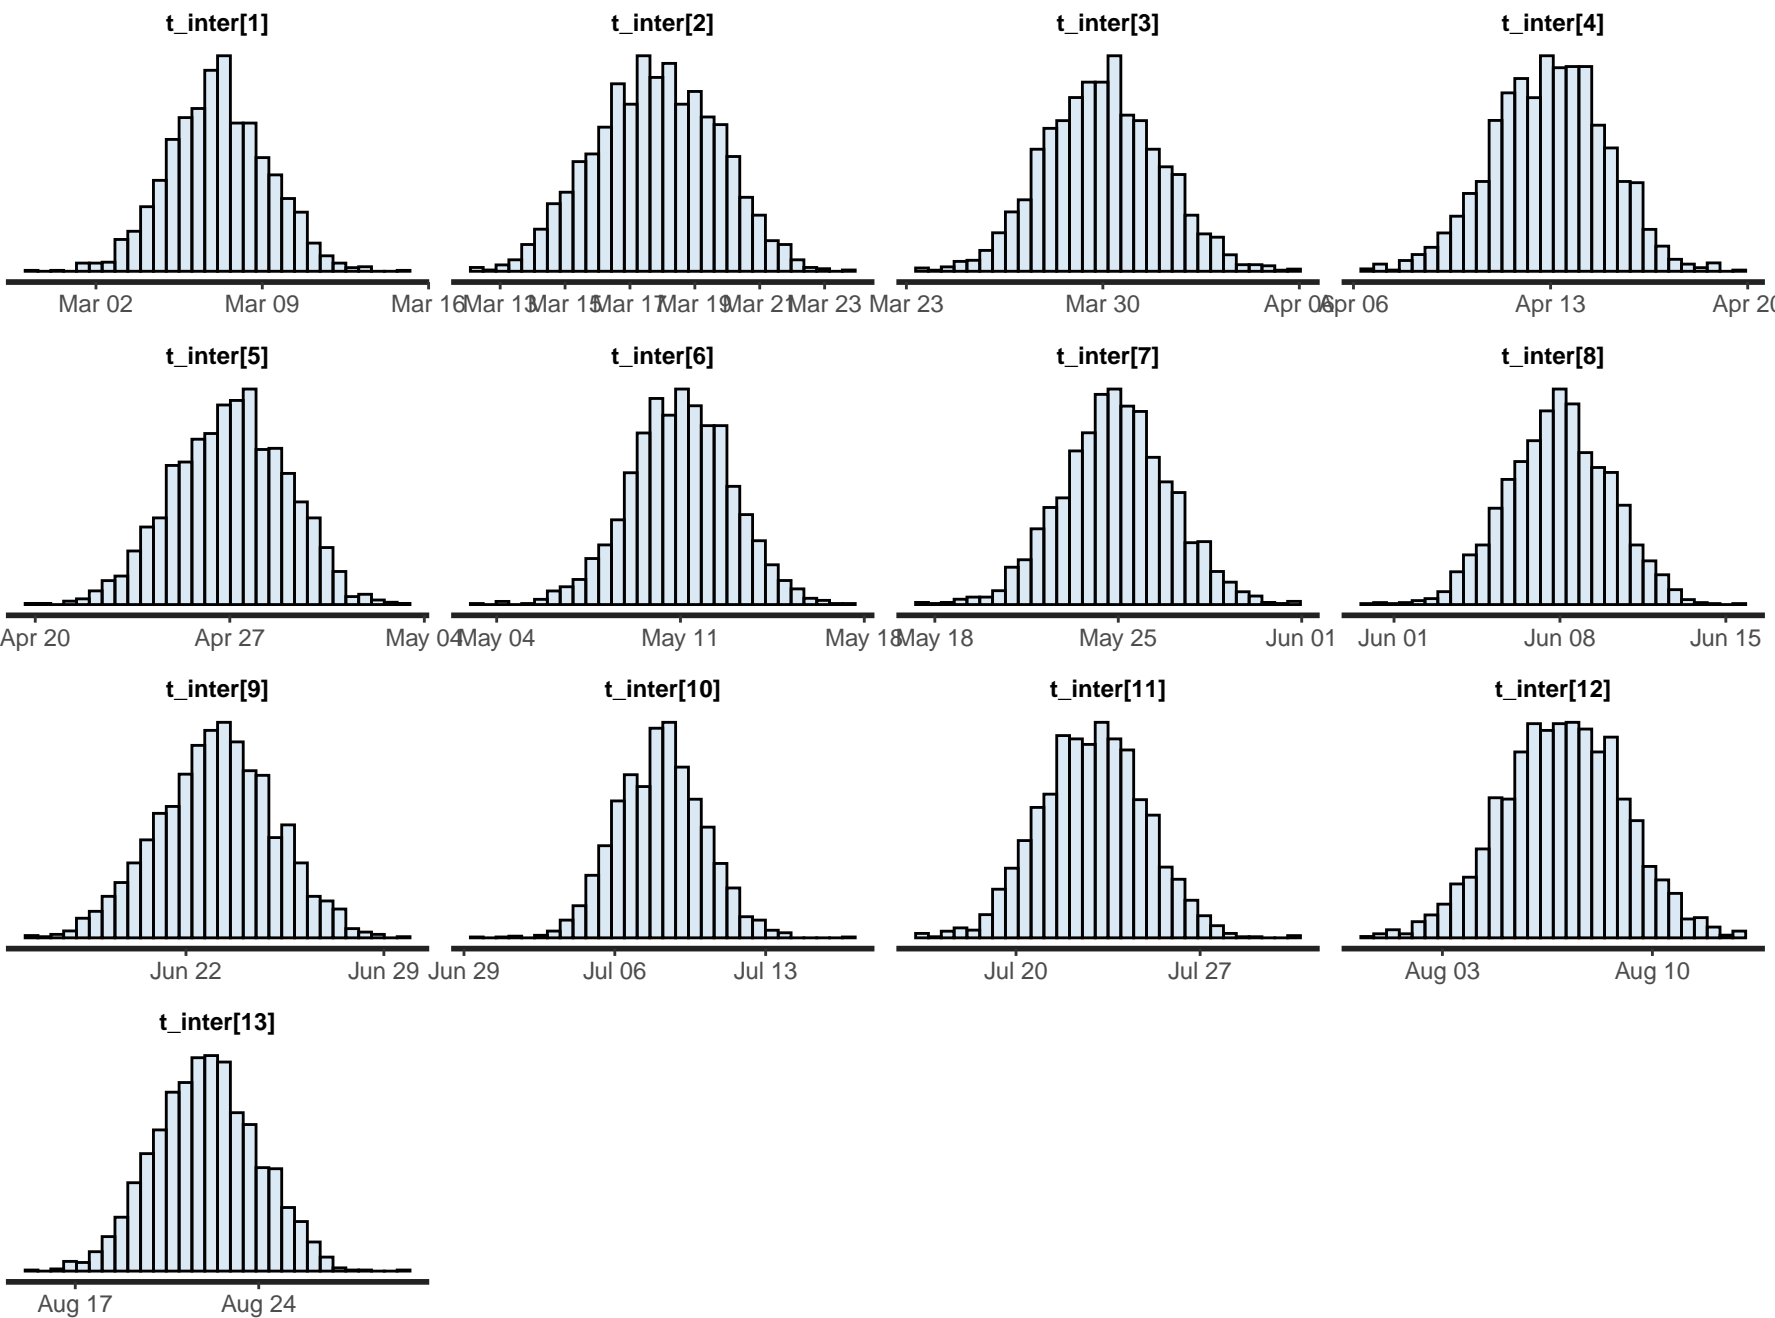 t_inter[1] t_inter[2] t_inter[3] t_inter[4]
Mar 02 Mar 09 Mar 16 Mar 13 Mar 15 Mar 17 Mar 19 Mar 21 Mar 23 Mar 23 Mar 30 Apr 06 Apr 06 Apr 13 Apr 20
t_inter[5] t_inter[6] t_inter[7] t_inter[8]
Apr 20 Apr 27 May 04 May 04 May 11 May 18 May 18 May 25 Jun 01 Jun 01 Jun 08 Jun 15
t_inter[9] t_inter[10] t_inter[11] t_inter[12]
Jun 22 Jun 29 Jun 29 Jul 06 Jul 13 Jul 20 Jul 27 Aug 03 Aug 10
t_inter[13]
Aug 17 Aug 24